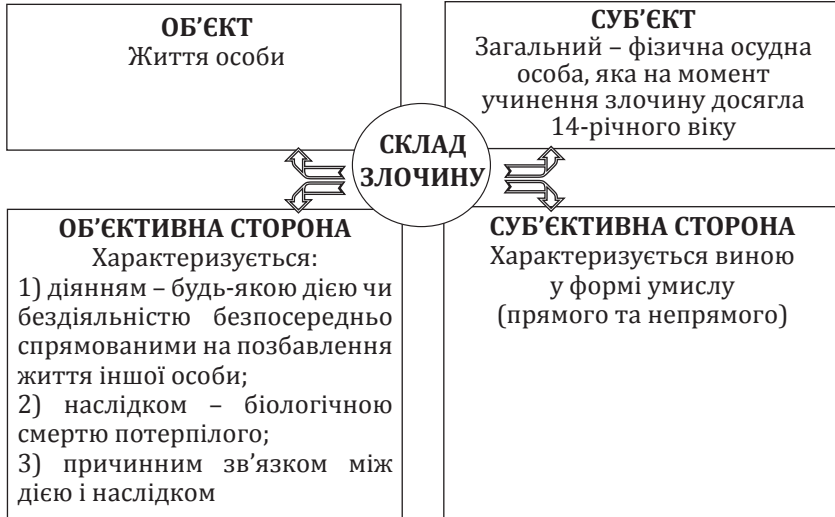 ОБ’ЄКТ
Життя особи
СУБ’ЄКТ
Загальний – фізична осудна
особа, яка на момент
учинення злочину досягла
14-річного віку
СКЛАД
ЗЛОЧИНУ
ОБ’ЄКТИВНА СТОРОНА
Характеризується:
1) діянням – будь-якою дією чи
бездіяльністю безпосередньо
спрямованими на позбавлення
життя іншої особи;
2) наслідком – біологічною
смертю потерпілого;
3) причинним зв’язком між
дією і наслідком
СУБ’ЄКТИВНА СТОРОНА
Характеризується виною
у формі умислу
(прямого та непрямого)